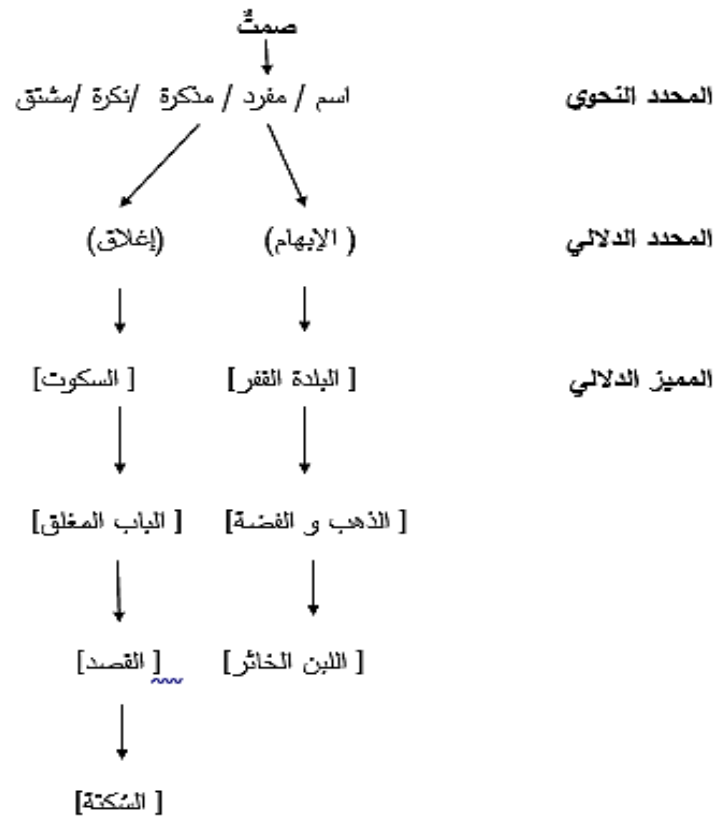 صمتٌ
المحدد النحوي اسم / مفرد / مذكرة /نكرة /مشتق
المحدد الدلالي ( الإبهام) (إغلاق)
المميز الدلالي [ البلدة القفر] [ السكوت]
[ الذهب و الفضة] [ الباب المغلق]
[ اللبن الخاثر] [ القصد]
[ السُكتة]